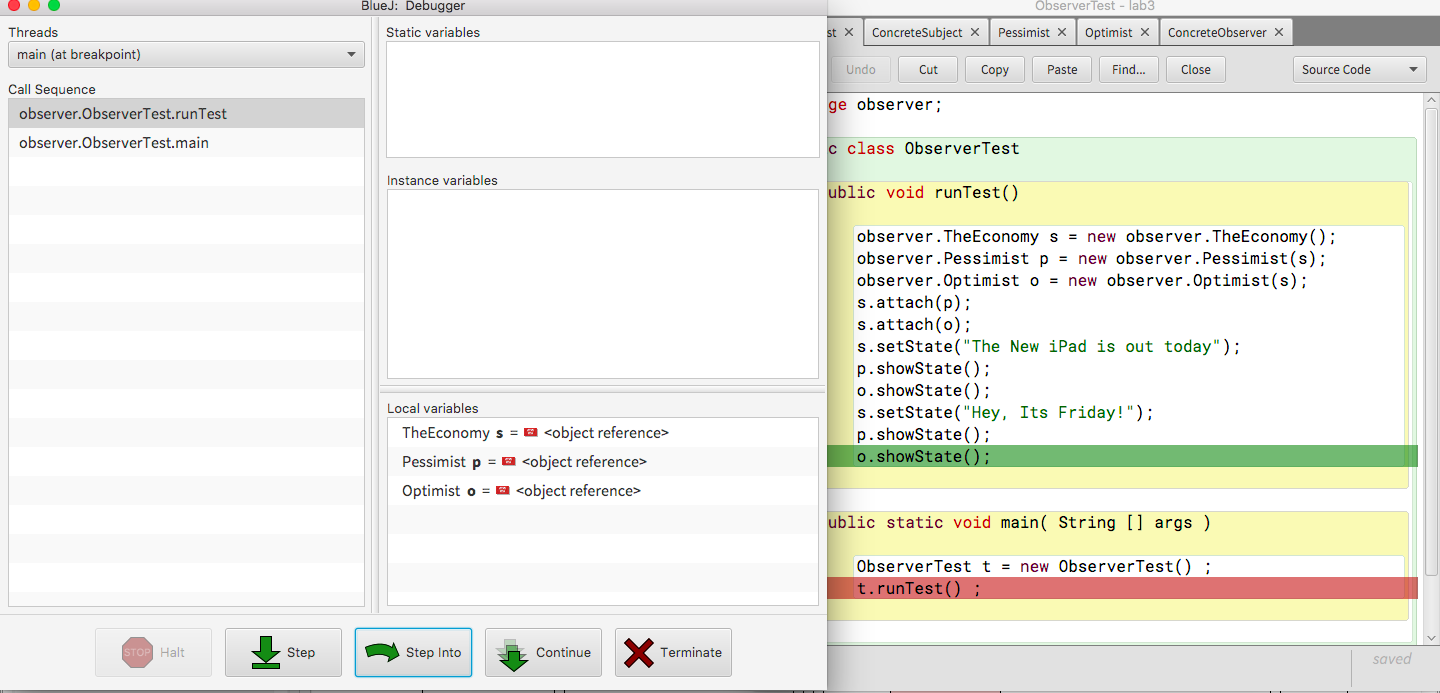 BlueJ: Debugger
Threads
main (at breakpoint)
Call Sequence
observer.ObserverTest.runTest
observer.ObserverTest.main
Static variables
Instance variables
Local variables
TheEconomy s = <object reference>
Pessimist p = <object reference>
Optimist o = <object reference>
STOP Halt
Step
Step Into
Continue
Terminate
ObserverTest - lab3
st ✕ ConcreteSubject ✕ Pessimist ✕ Optimist ✕ ConcreteObserver ✕
Undo Cut Copy Paste Find... Close Source Code
ge observer;
c class ObserverTest
ublic void runTest()
observer.TheEconomy s = new observer.TheEconomy();
observer.Pessimist p = new observer.Pessimist(s);
observer.Optimist o = new observer.Optimist(s);
s.attach(p);
s.attach(o);
s.setState("The New iPad is out today");
p.showState();
o.showState();
s.setState("Hey, Its Friday!");
p.showState();
o.showState();
ublic static void main( String [] args )
ObserverTest t = new ObserverTest() ;
t.runTest() ;
saved